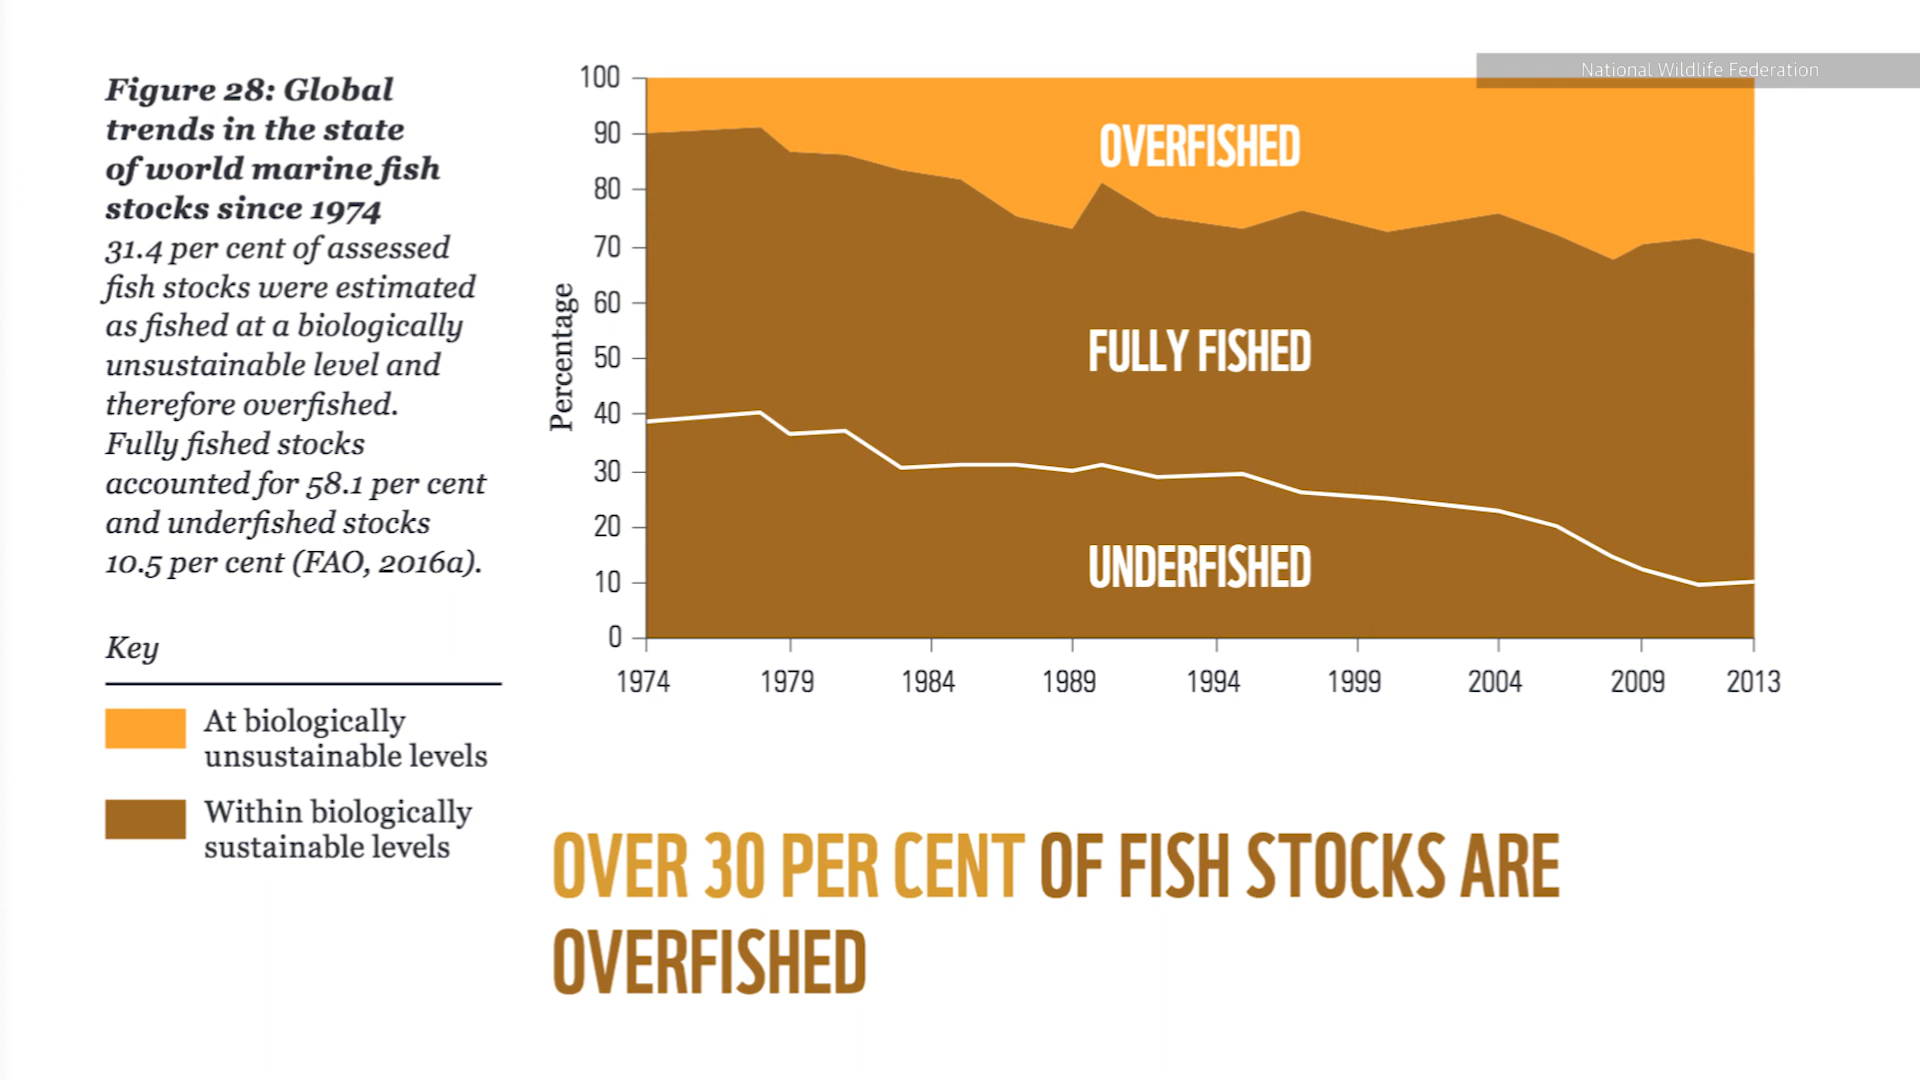 National Wildlife Federation
Figure 28: Global
trends in the state
of world marine fish
stocks since 1974
31.4 per cent of assessed
fish stocks were estimated
as fished at a biologically
unsustainable level and
therefore overfished.
Fully fished stocks
accounted for 58.1 per cent
and underfished stocks
10.5 per cent (FAO, 2016a).
Key
At biologically
unsustainable levels
Within biologically
sustainable levels
Percentage
100
90
80
70
60
50
40
30
20
10
0
OVERFISHED
FULLY FISHED
UNDERFISHED
1974 1979 1984 1989 1994 1999 2004 2009 2013
OVER 30 PER CENT OF FISH STOCKS ARE
OVERFISHED